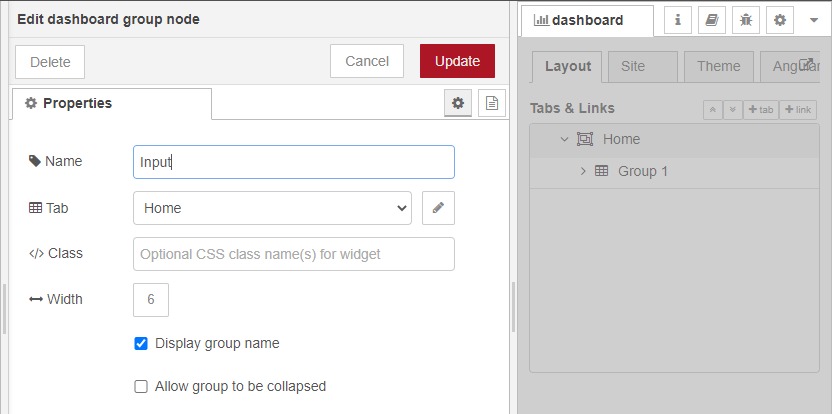 Edit dashboard group node
Delete
Cancel
Update
Properties
Name
Input
Tab
Home
Class
Optional CSS class name(s) for widget
Width
6
Display group name
Allow group to be collapsed
dashboard
Layout
Site
Theme
Tabs & Links
tab
link
Home
Group 1